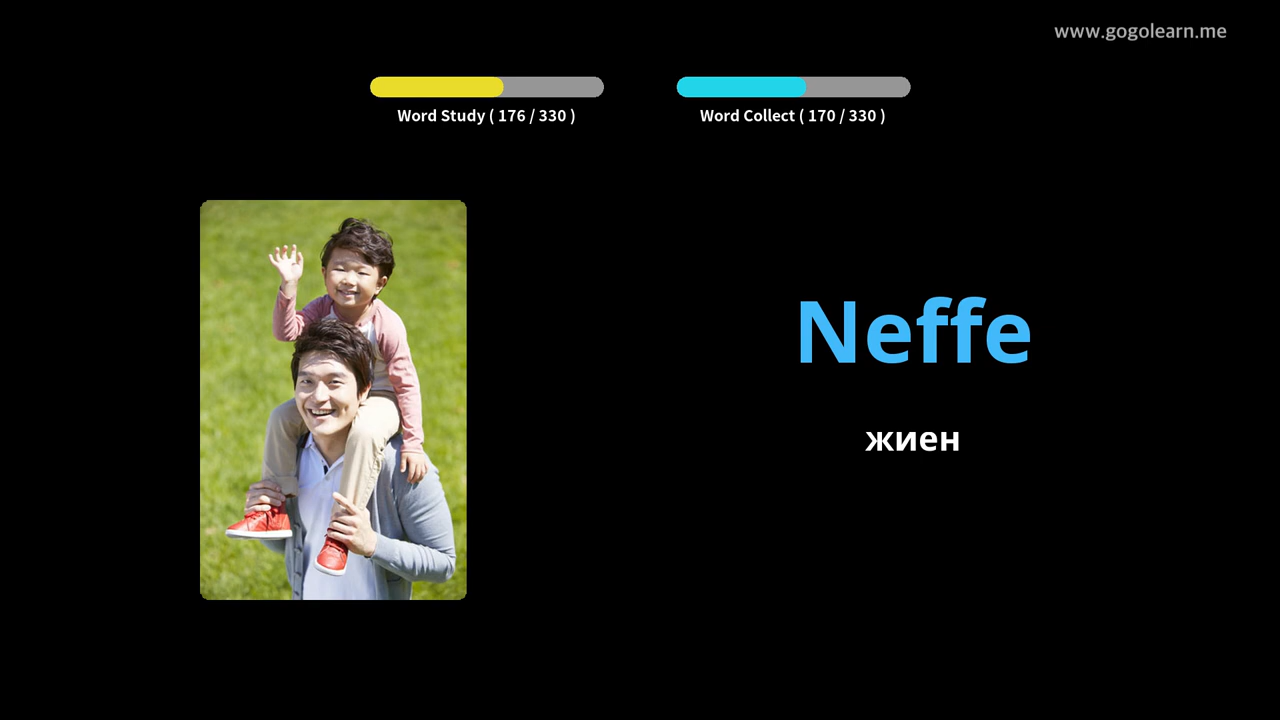 www.gogolearn.me
Word Study ( 176 / 330 )
Word Collect ( 170 / 330 )
Neffe
жиен